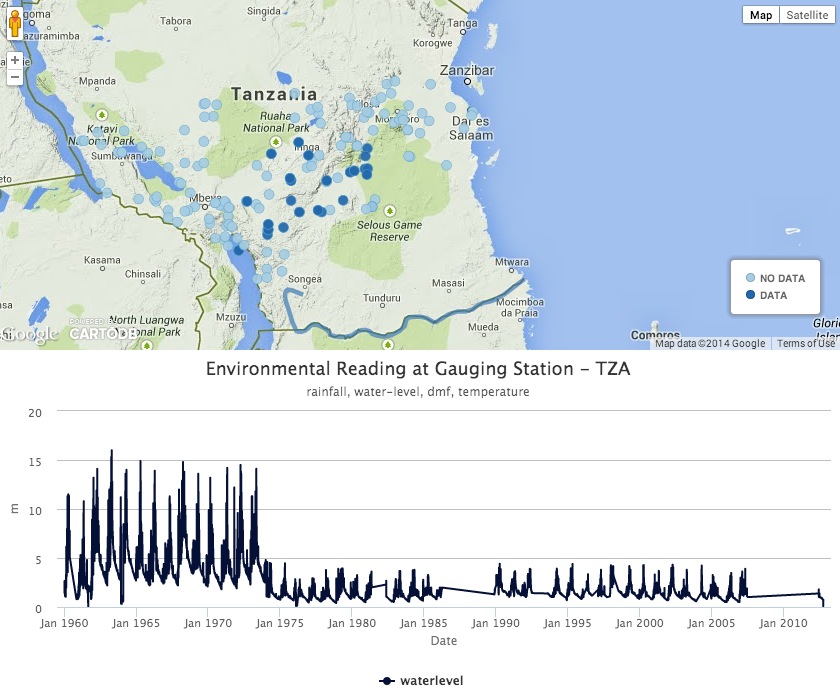 Singida
Tanga
Map Satellite
goma
Tabora
azuramimba
Korogwe
Zanzibar
Mpanda
Tanzania
Ruaha
National Park
Katavi
National Park
Dar es
Salaam
Iringa
Sumbawanga
eto
Mbeya
Selous Game
Reserve
Kasama
Chinsali
Songea
Mtwara
Masasi
Tunduru
Mocimboa
da Praia
NO DATA
DATA
North Luangwa
National Park
Mzuzu
Mueda
POWERED BY
CARTODB
Google
Comoros
Map data ©2014 Google Terms of Use
Environmental Reading at Gauging Station – TZA
rainfall, water-level, dmf, temperature
20
15
10
5
0
m
Jan 1960 Jan 1965 Jan 1970 Jan 1975 Jan 1980 Jan 1985 Jan 1990 Jan 1995 Jan 2000 Jan 2005 Jan 2010
Date
waterlevel